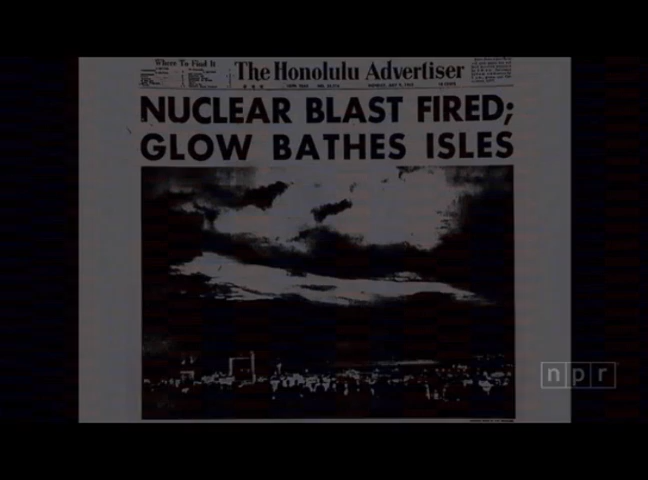 Where To Find It
The Honolulu Advertiser
NUCLEAR BLAST FIRED;
GLOW BATHES ISLES
npr